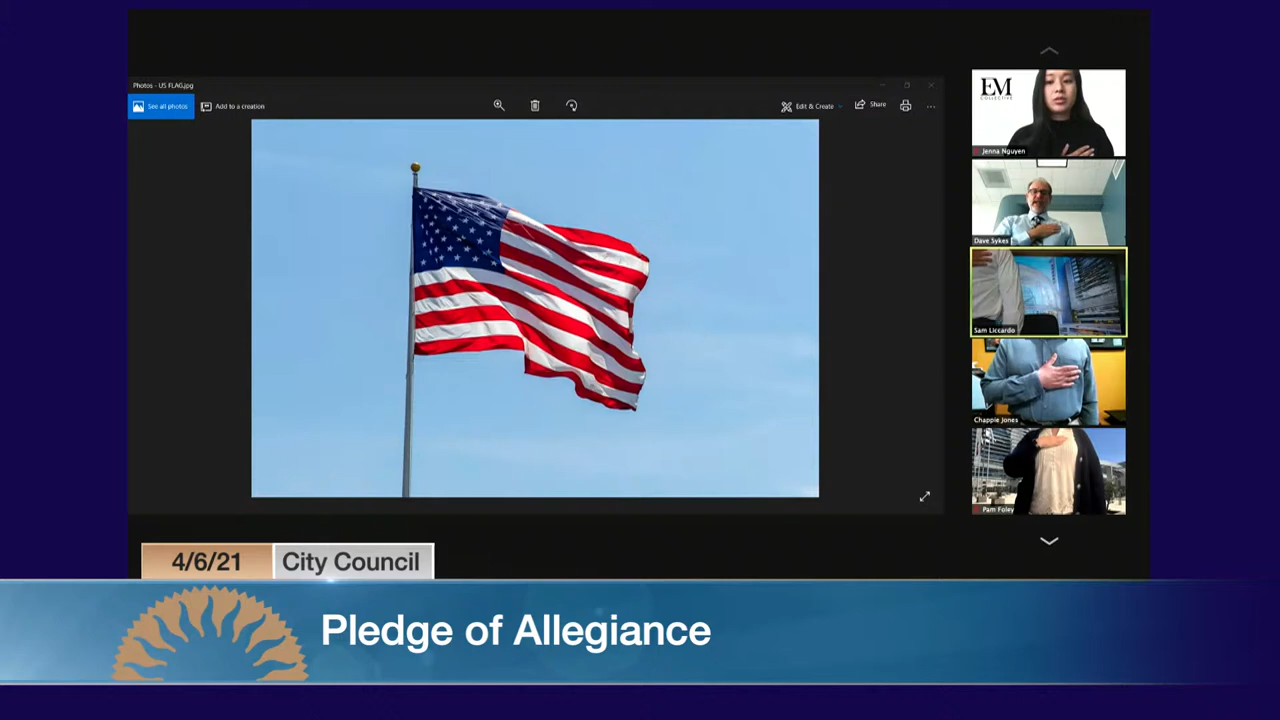 Photos - US FLAG.jpg
See all photos
Add to a creation
Edit & Create
Share
EM
COLLECTIVE
Jenna Nguyen
Dave Sykes
Sam Liccardo
Chappie Jones
Pam Foley
4/6/21
City Council
Pledge of Allegiance